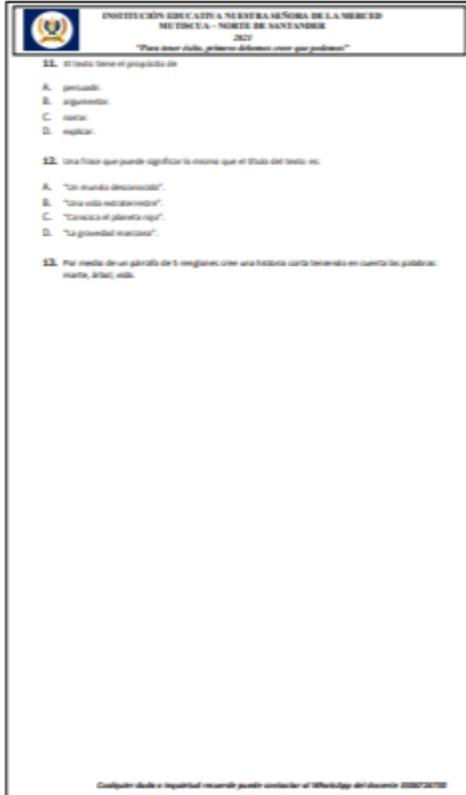 INSTITUCIÓN EDUCATIVA NUESTRA SEÑORA DE LA MERCED
MUTISCUA – NORTE DE SANTANDER
2021
"Para tener éxito, primero debemos creer que podemos"
11. El texto tiene el propósito de
A. persuadir.
B. argumentar.
C. narrar.
D. explicar.
12. Una frase que puede significar lo mismo que el título del texto es:
A. "Un mundo desconocido".
B. "Una vida extraterrestre".
C. "Conozca el planeta rojo".
D. "La gravedad marciana".
13. Por medio de un párrafo de 5 renglones cree una historia corta teniendo en cuenta las palabras:
marte, árbol, vida.
Cualquier duda o inquietud recuerde puede contactar al WhatsApp del docente